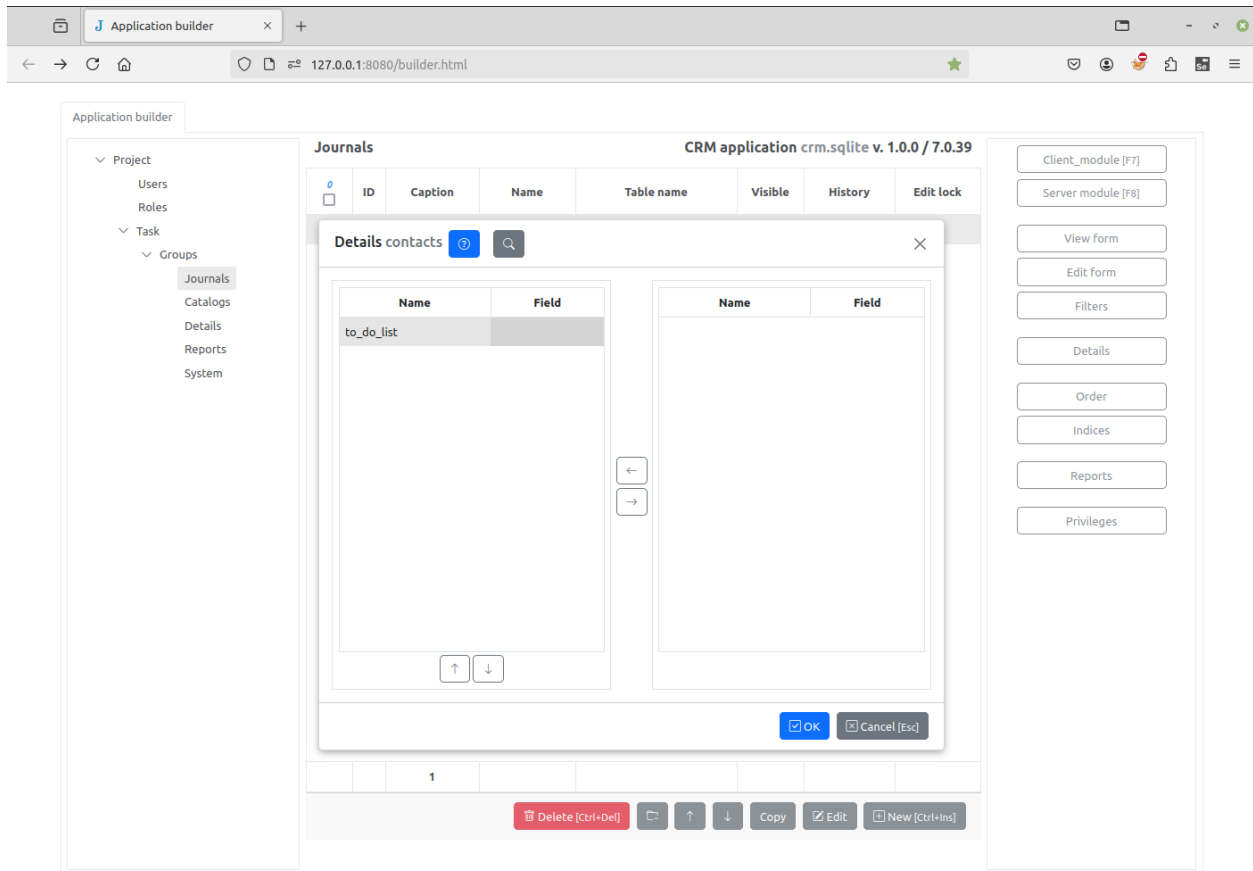 Application builder
127.0.0.1:8080/builder.html
Se
Application builder
Project
Users
Roles
Task
Groups
Journals
Catalogs
Details
Reports
System
Journals CRM application crm.sqlite v. 1.0.0 / 7.0.39
0 ID Caption Name Table name Visible History Edit lock
Details contacts
Name Field
to_do_list
Name Field
OK Cancel [Esc]
1
Delete [Ctrl+Del] Copy Edit New [Ctrl+Ins]
Client_module [F7]
Server module [F8]
View form
Edit form
Filters
Details
Order
Indices
Reports
Privileges